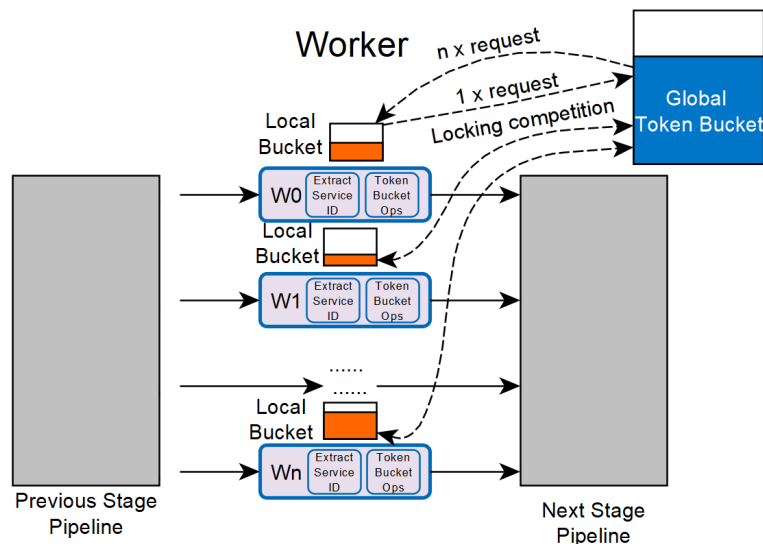 Worker
n x request
1 x request
Locking competition
Global
Token Bucket
Local
Bucket
W0
Extract
Service
ID
Token
Bucket
Ops
Local
Bucket
W1
Extract
Service
ID
Token
Bucket
Ops
......
......
Local
Bucket
Wn
Extract
Service
ID
Token
Bucket
Ops
Previous Stage
Pipeline
Next Stage
Pipeline